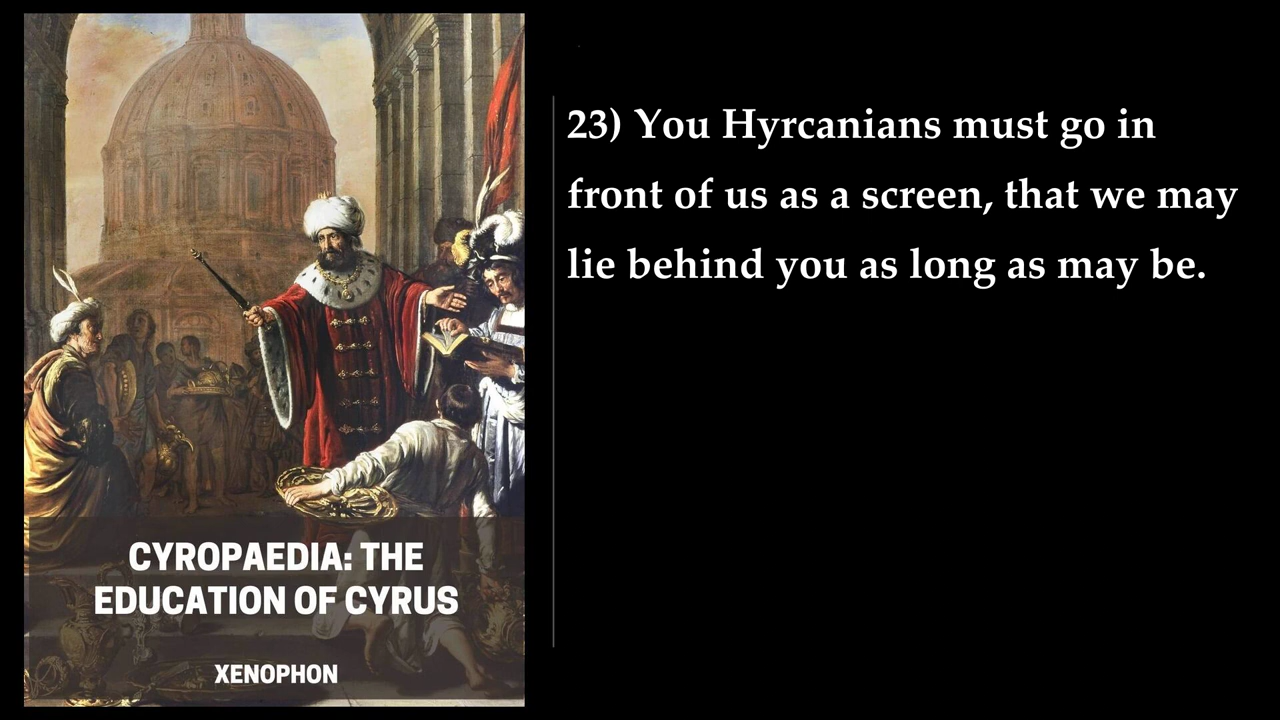 23) You Hyrcanians must go in
front of us as a screen, that we may
lie behind you as long as may be.
CYROPAEDIA: THE
EDUCATION OF CYRUS
XENOPHON